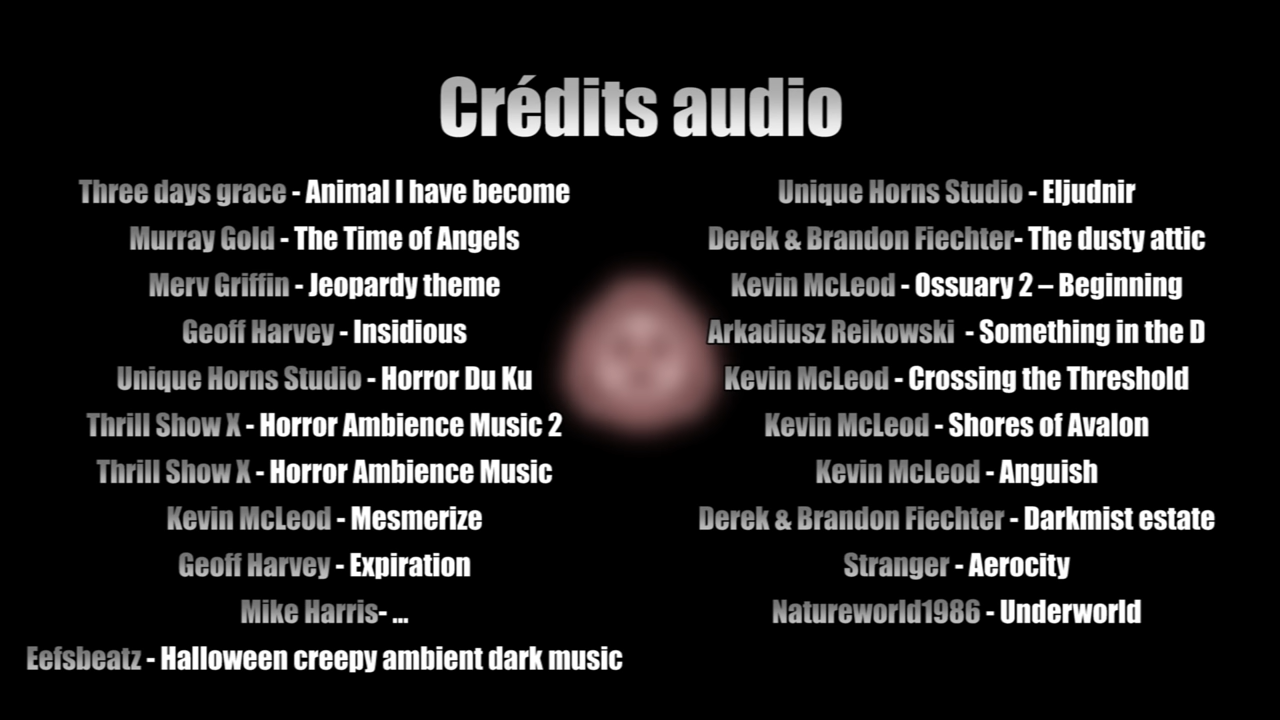 Crédits audio
Three days grace - Animal I have become
Murray Gold - The Time of Angels
Merv Griffin - Jeopardy theme
Geoff Harvey - Insidious
Unique Horns Studio - Horror Du Ku
Thrill Show X - Horror Ambience Music 2
Thrill Show X - Horror Ambience Music
Kevin McLeod - Mesmerize
Geoff Harvey - Expiration
Mike Harris- ...
Eefsbeatz - Halloween creepy ambient dark music
Unique Horns Studio - Eljudnir
Derek & Brandon Fiechter- The dusty attic
Kevin McLeod - Ossuary 2 – Beginning
Arkadiusz Reikowski - Something in the D
Kevin McLeod - Crossing the Threshold
Kevin McLeod - Shores of Avalon
Kevin McLeod - Anguish
Derek & Brandon Fiechter - Darkmist estate
Stranger - Aerocity
Natureworld1986 - Underworld